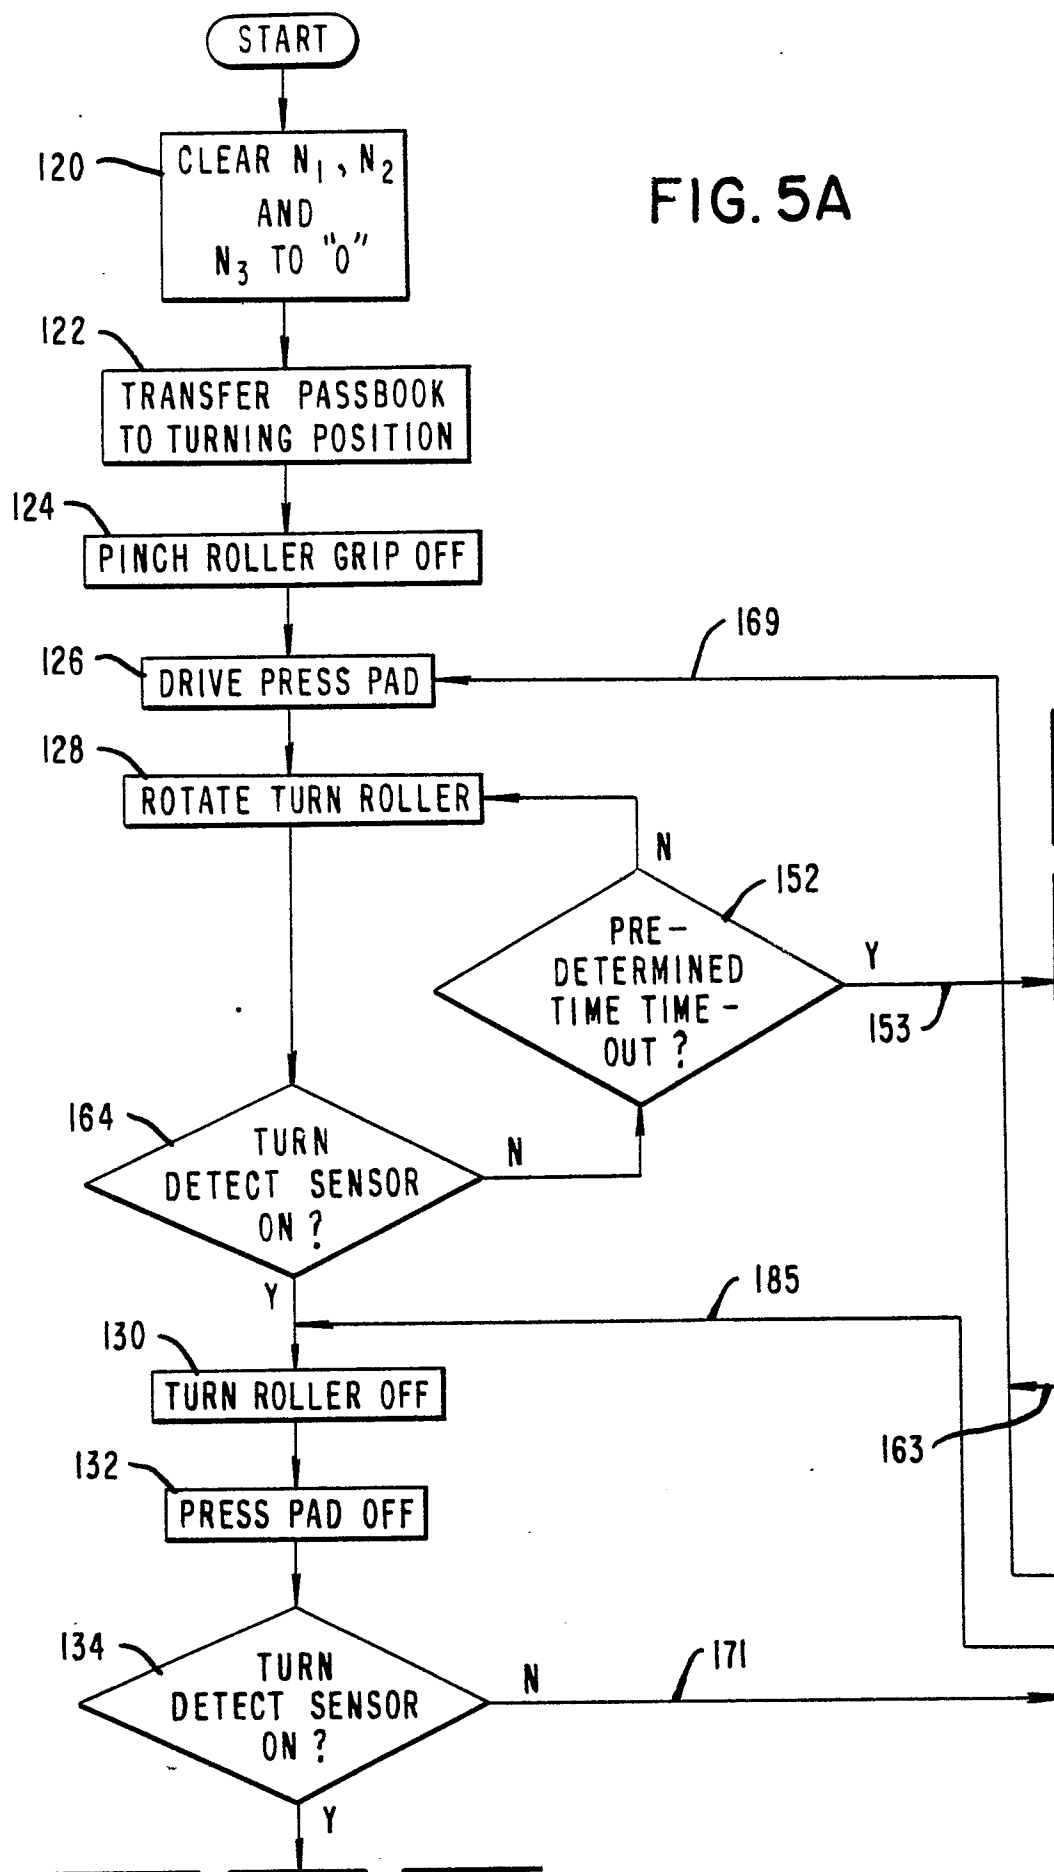 START
120
CLEAR N₁, N₂
AND
N₃ TO "0"
FIG. 5A
122
TRANSFER PASSBOOK
TO TURNING POSITION
124
PINCH ROLLER GRIP OFF
169
126
DRIVE PRESS PAD
128
ROTATE TURN ROLLER
N
152
PRE-
DETERMINED
TIME TIME-
OUT ?
Y
153
164
TURN
DETECT SENSOR
ON ?
N
Y
185
130
TURN ROLLER OFF
163
132
PRESS PAD OFF
134
TURN
DETECT SENSOR
ON ?
N
171
Y